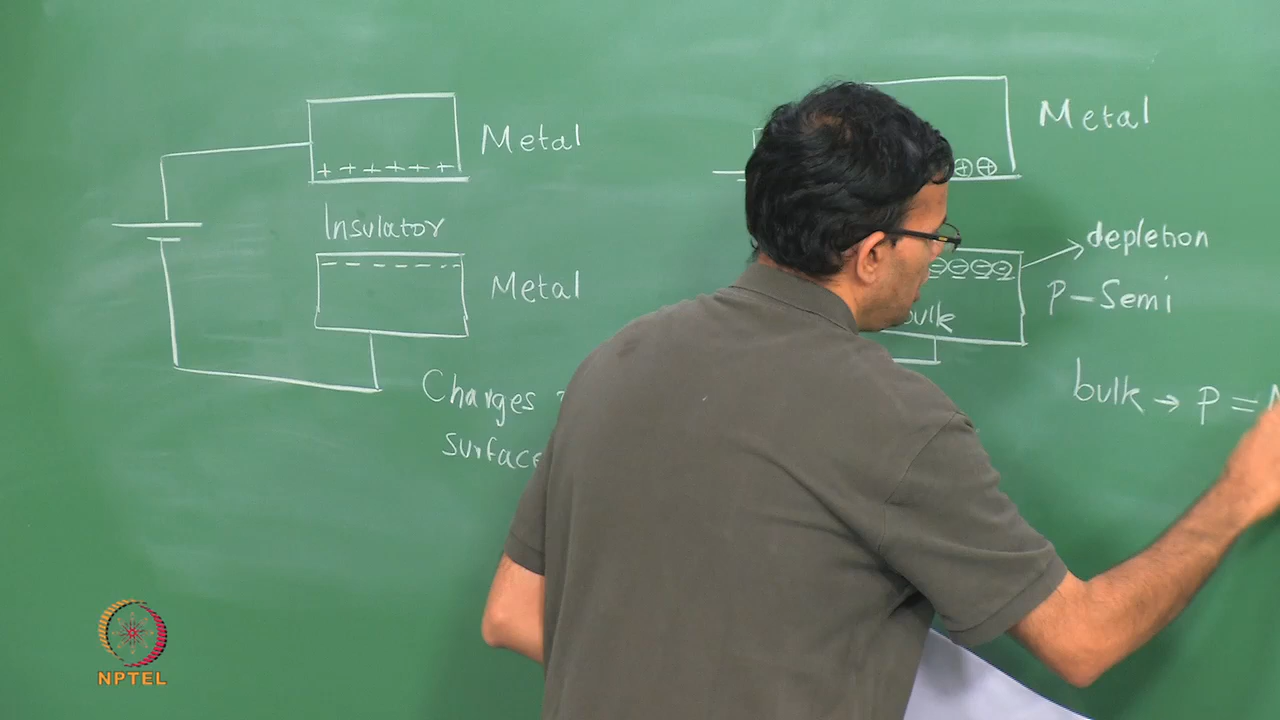 Metal
+ + + + + +
Insulator
- - - - - - -
Metal
Charges
surface
Metal
⊕ ⊕
depletion
⊖ ⊖ ⊖ ⊖
P-Semi
bulk
bulk → P =
NPTEL